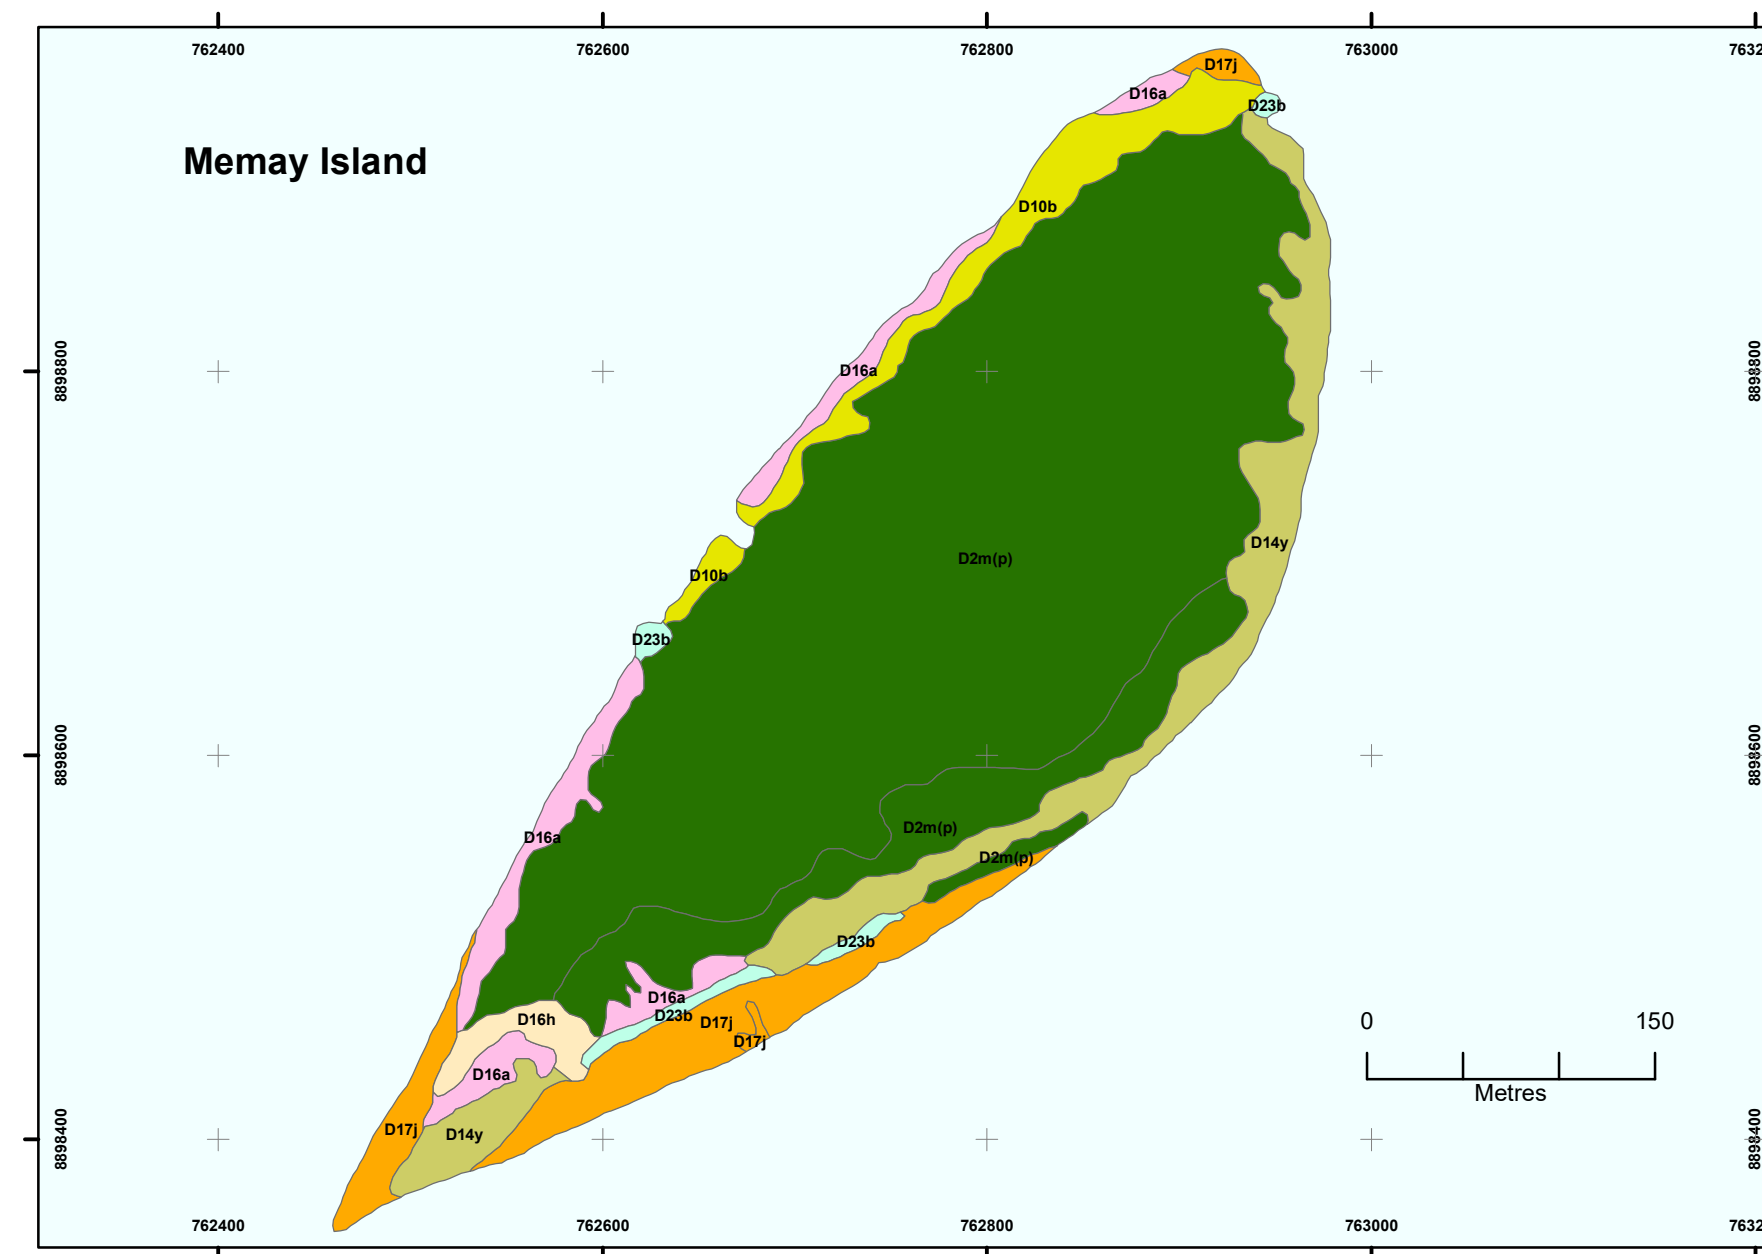 762400 762600 762800 763000 7632
D17j
D16a
D23b
Memay Island
D10b
8898800 8898800
D16a
D14y
D2m(p)
D10b
D23b
8898600 8898600
D2m(p)
D16a
D2m(p)
D23b
D16a
D23b
D16h
D17j
0 150
D17j
D16a
Metres
D17j
D14y
8898400 8898400
762400 762600 762800 763000 7632